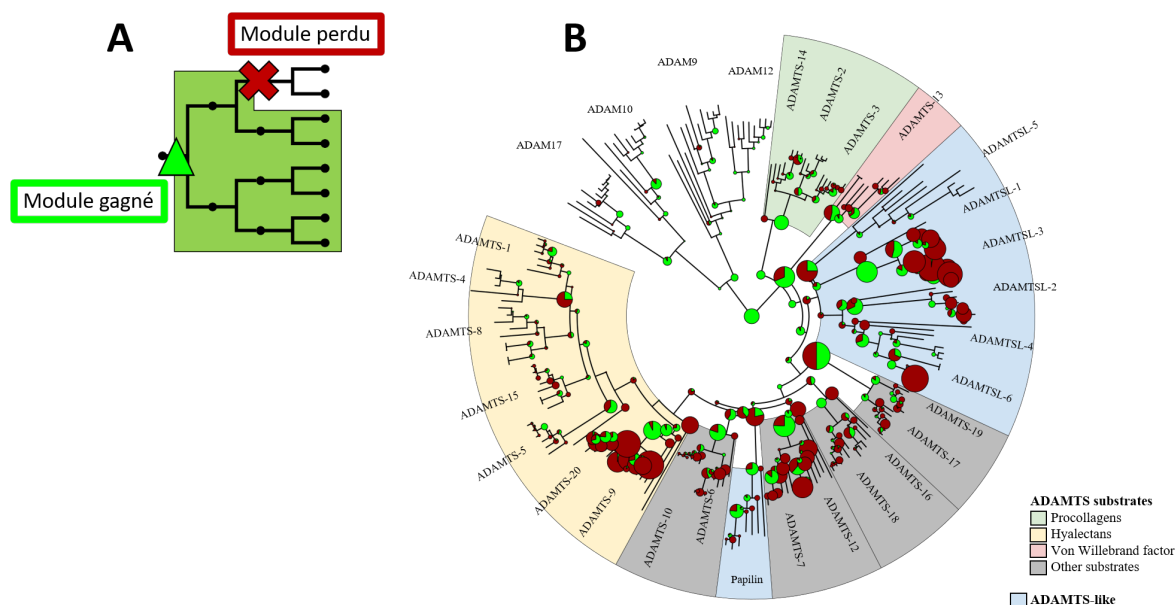 A
Module perdu
Module gagné
B
ADAM17
ADAM10
ADAM9
ADAM12
ADAMTS-14
ADAMTS-2
ADAMTS-3
ADAMTS-13
ADAMTSL-5
ADAMTSL-1
ADAMTSL-3
ADAMTSL-2
ADAMTSL-4
ADAMTSL-6
ADAMTS-19
ADAMTS-17
ADAMTS-16
ADAMTS-18
ADAMTS-12
ADAMTS-7
Papilin
ADAMTS-6
ADAMTS-10
ADAMTS-9
ADAMTS-20
ADAMTS-5
ADAMTS-15
ADAMTS-8
ADAMTS-4
ADAMTS-1
ADAMTS substrates
Procollagens
Hyalectans
Von Willebrand factor
Other substrates
ADAMTS-like